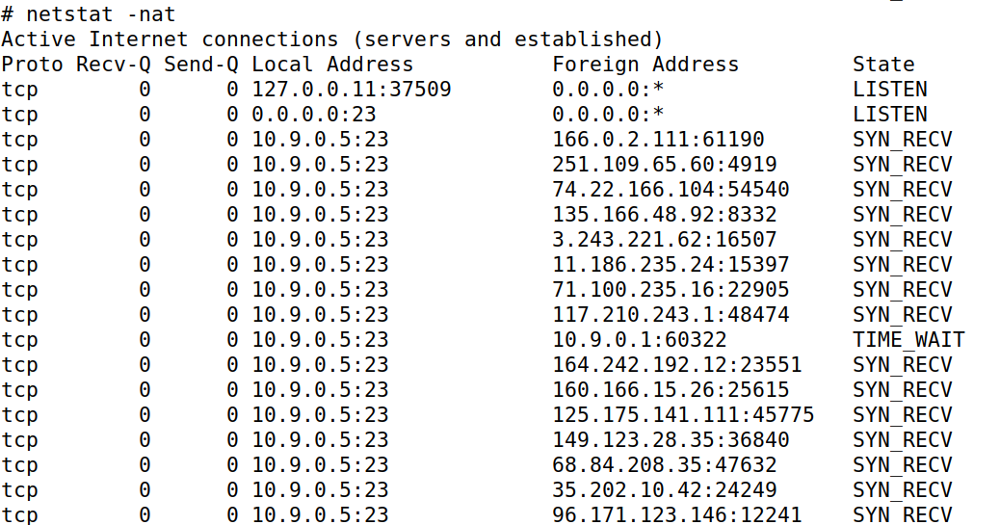 # netstat -nat
Active Internet connections (servers and established)
Proto Recv-Q Send-Q Local Address           Foreign Address         State
tcp        0      0 127.0.0.11:37509        0.0.0.0:*               LISTEN
tcp        0      0 0.0.0.0:23              0.0.0.0:*               LISTEN
tcp        0      0 10.9.0.5:23             166.0.2.111:61190       SYN_RECV
tcp        0      0 10.9.0.5:23             251.109.65.60:4919      SYN_RECV
tcp        0      0 10.9.0.5:23             74.22.166.104:54540     SYN_RECV
tcp        0      0 10.9.0.5:23             135.166.48.92:8332      SYN_RECV
tcp        0      0 10.9.0.5:23             3.243.221.62:16507      SYN_RECV
tcp        0      0 10.9.0.5:23             11.186.235.24:15397     SYN_RECV
tcp        0      0 10.9.0.5:23             71.100.235.16:22905     SYN_RECV
tcp        0      0 10.9.0.5:23             117.210.243.1:48474     SYN_RECV
tcp        0      0 10.9.0.5:23             10.9.0.1:60322          TIME_WAIT
tcp        0      0 10.9.0.5:23             164.242.192.12:23551    SYN_RECV
tcp        0      0 10.9.0.5:23             160.166.15.26:25615     SYN_RECV
tcp        0      0 10.9.0.5:23             125.175.141.111:45775   SYN_RECV
tcp        0      0 10.9.0.5:23             149.123.28.35:36840     SYN_RECV
tcp        0      0 10.9.0.5:23             68.84.208.35:47632      SYN_RECV
tcp        0      0 10.9.0.5:23             35.202.10.42:24249      SYN_RECV
tcp        0      0 10.9.0.5:23             96.171.123.146:12241    SYN_RECV